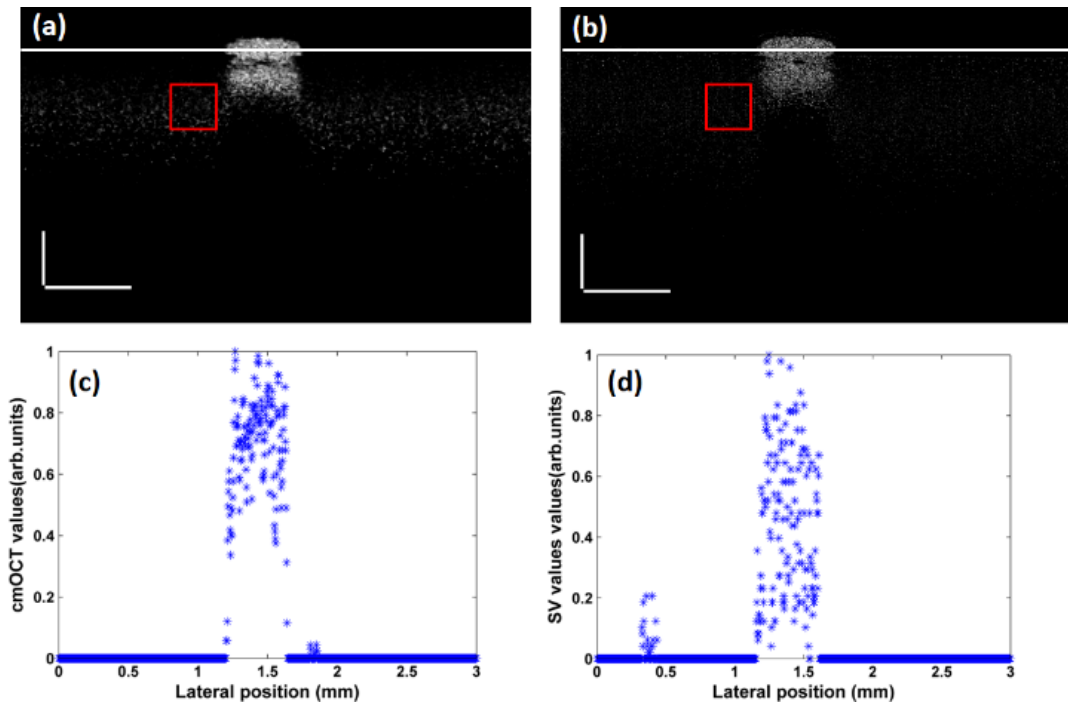 (a)
(b)
(c)
cmOCT values(arb.units)
1
0.8
0.6
0.4
0.2
0
0 0.5 1 1.5 2 2.5 3
Lateral position (mm)
(d)
SV values values(arb.units)
1
0.8
0.6
0.4
0.2
0
0 0.5 1 1.5 2 2.5 3
Lateral position (mm)